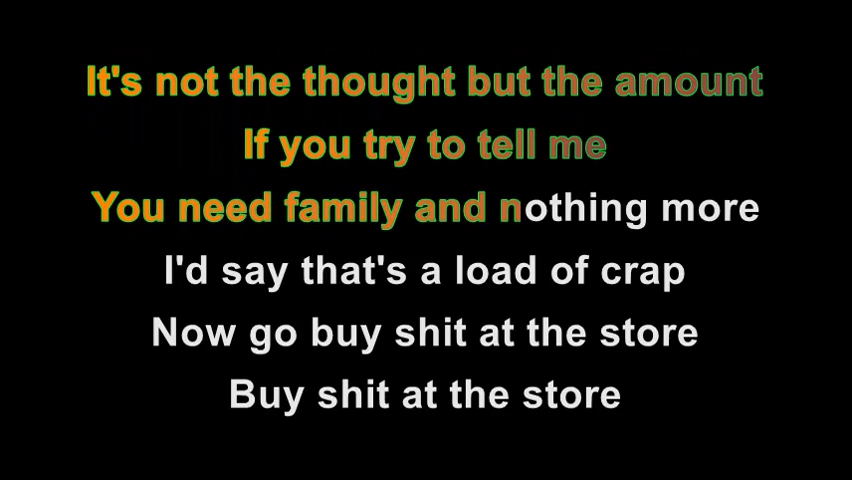 It's not the thought but the amount
If you try to tell me
You need family and nothing more
I'd say that's a load of crap
Now go buy shit at the store
Buy shit at the store